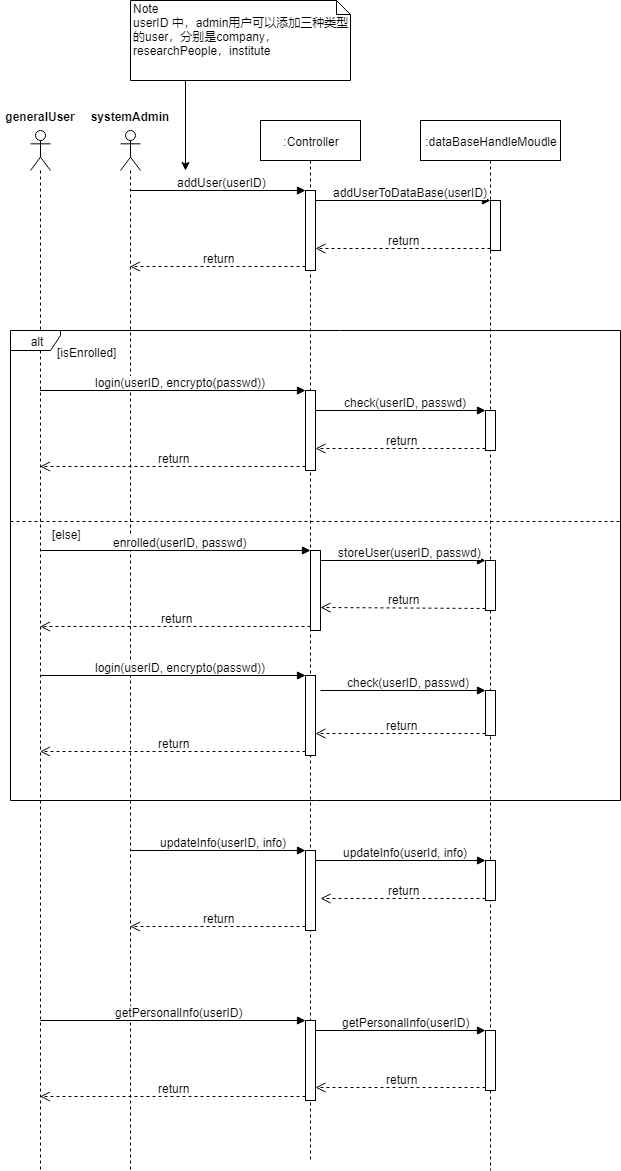 Note
userID 中，admin用户可以添加三种类型
的user，分别是company，
researchPeople，institute
generalUser
systemAdmin
:Controller
:dataBaseHandleMoudle
addUser(userID)
addUserToDataBase(userID)
return
return
alt
[isEnrolled]
login(userID, encrypto(passwd))
check(userID, passwd)
return
return
[else]
enrolled(userID, passwd)
storeUser(userID, passwd)
return
return
login(userID, encrypto(passwd))
check(userID, passwd)
return
return
updateInfo(userID, info)
updateInfo(userId, info)
return
return
getPersonalInfo(userID)
getPersonalInfo(userID)
return
return